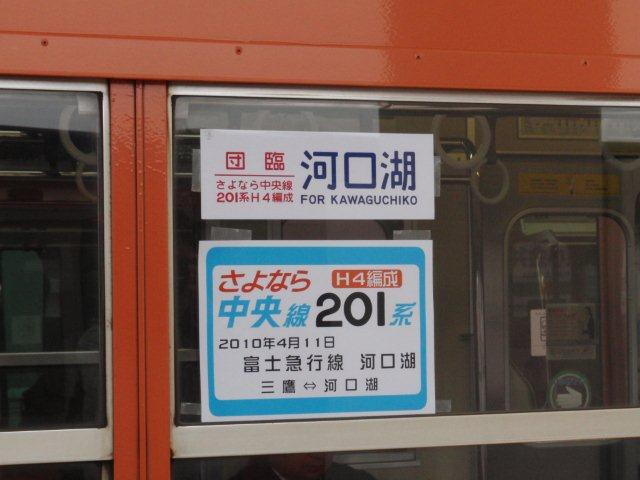 団臨
さよなら中央線
201系H4編成
河口湖
FOR KAWAGUCHIKO
さよなら H4編成
中央線201系
2010年4月11日
富士急行線 河口湖
三鷹⇔河口湖